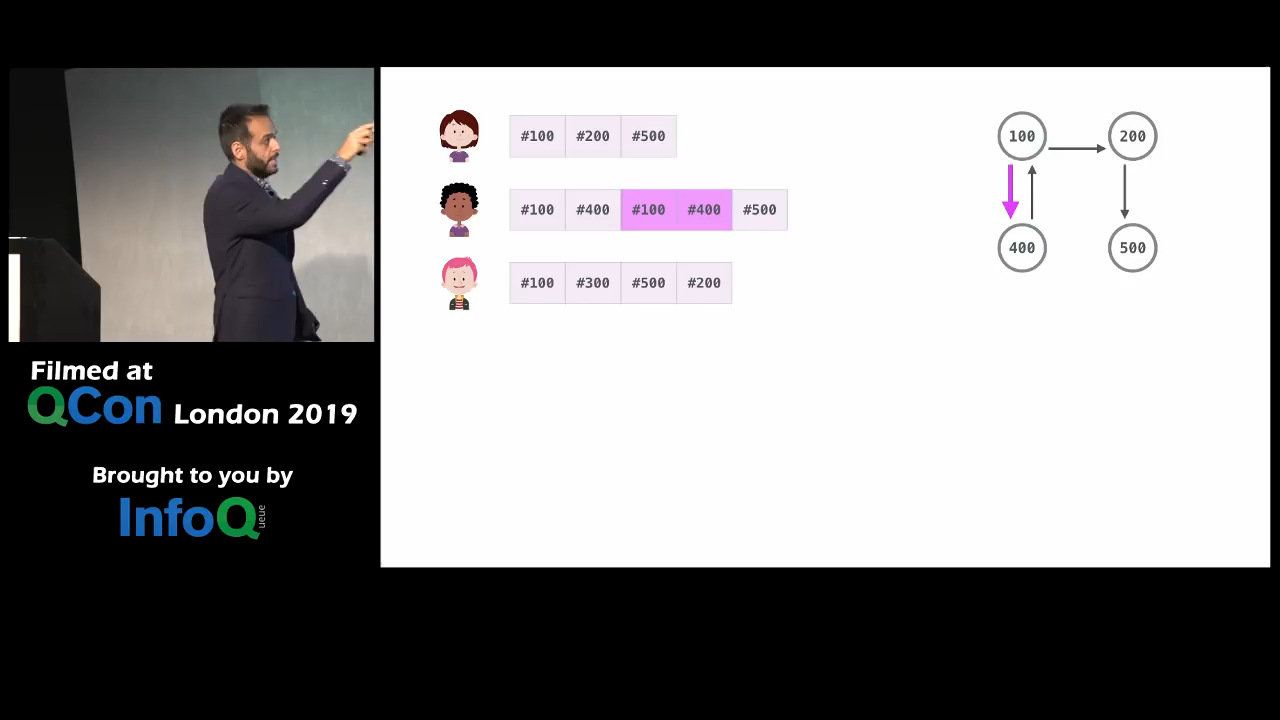 #100 #200 #500
#100 #400 #100 #400 #500
#100 #300 #500 #200
100 200
400 500
Filmed at
QCon London 2019
Brought to you by
InfoQ
ueue